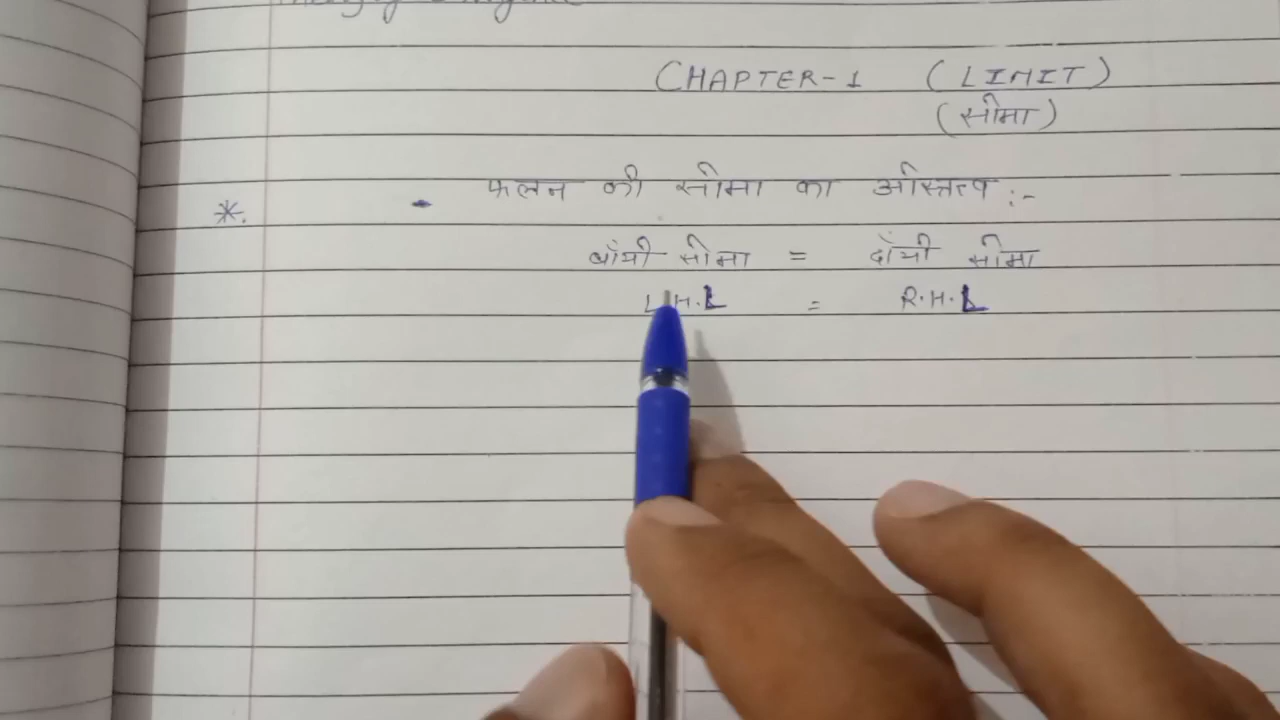 CHAPTER-1 (LIMIT)
(सीमा)
*. - फलन की सीमा का अस्तित्व :-
बाँयी सीमा = दाँयी सीमा
L.H.L = R.H.L